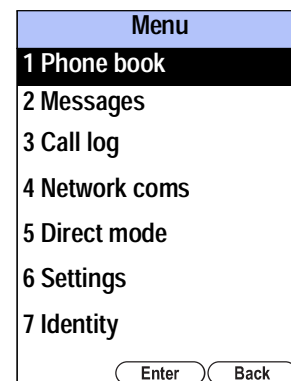 Menu
1 Phone book
2 Messages
3 Call log
4 Network coms
5 Direct mode
6 Settings
7 Identity
Enter Back